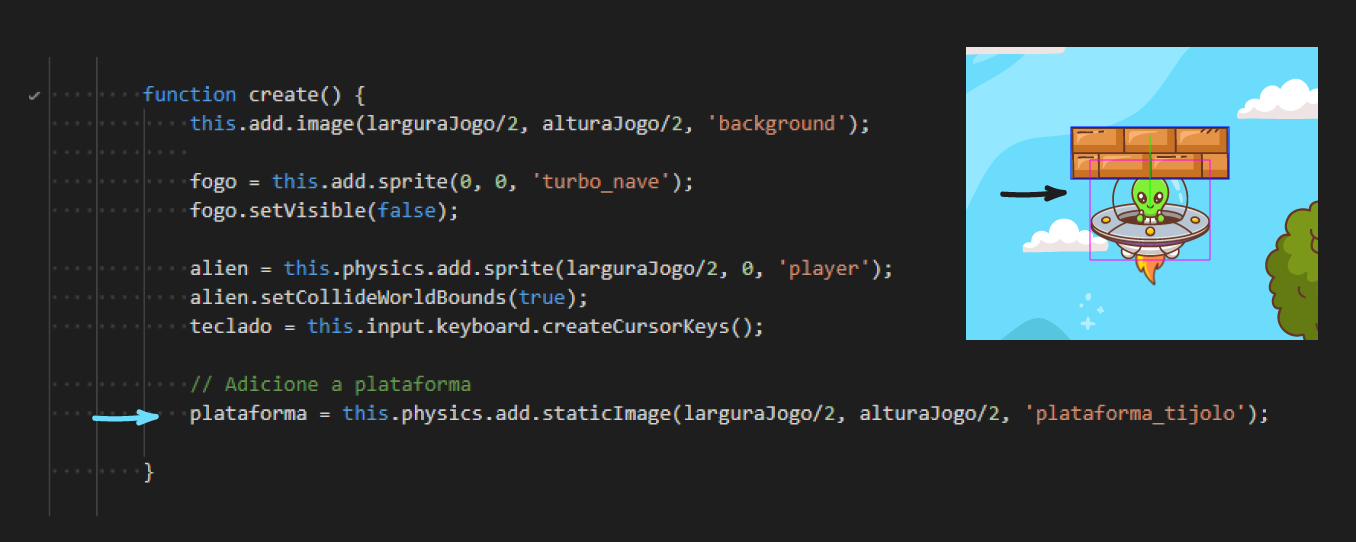 function create() {
this.add.image(larguraJogo/2, alturaJogo/2, 'background');
fogo = this.add.sprite(0, 0, 'turbo_nave');
fogo.setVisible(false);
alien = this.physics.add.sprite(larguraJogo/2, 0, 'player');
alien.setCollideWorldBounds(true);
teclado = this.input.keyboard.createCursorKeys();
// Adicione a plataforma
plataforma = this.physics.add.staticImage(larguraJogo/2, alturaJogo/2, 'plataforma_tijolo');
}